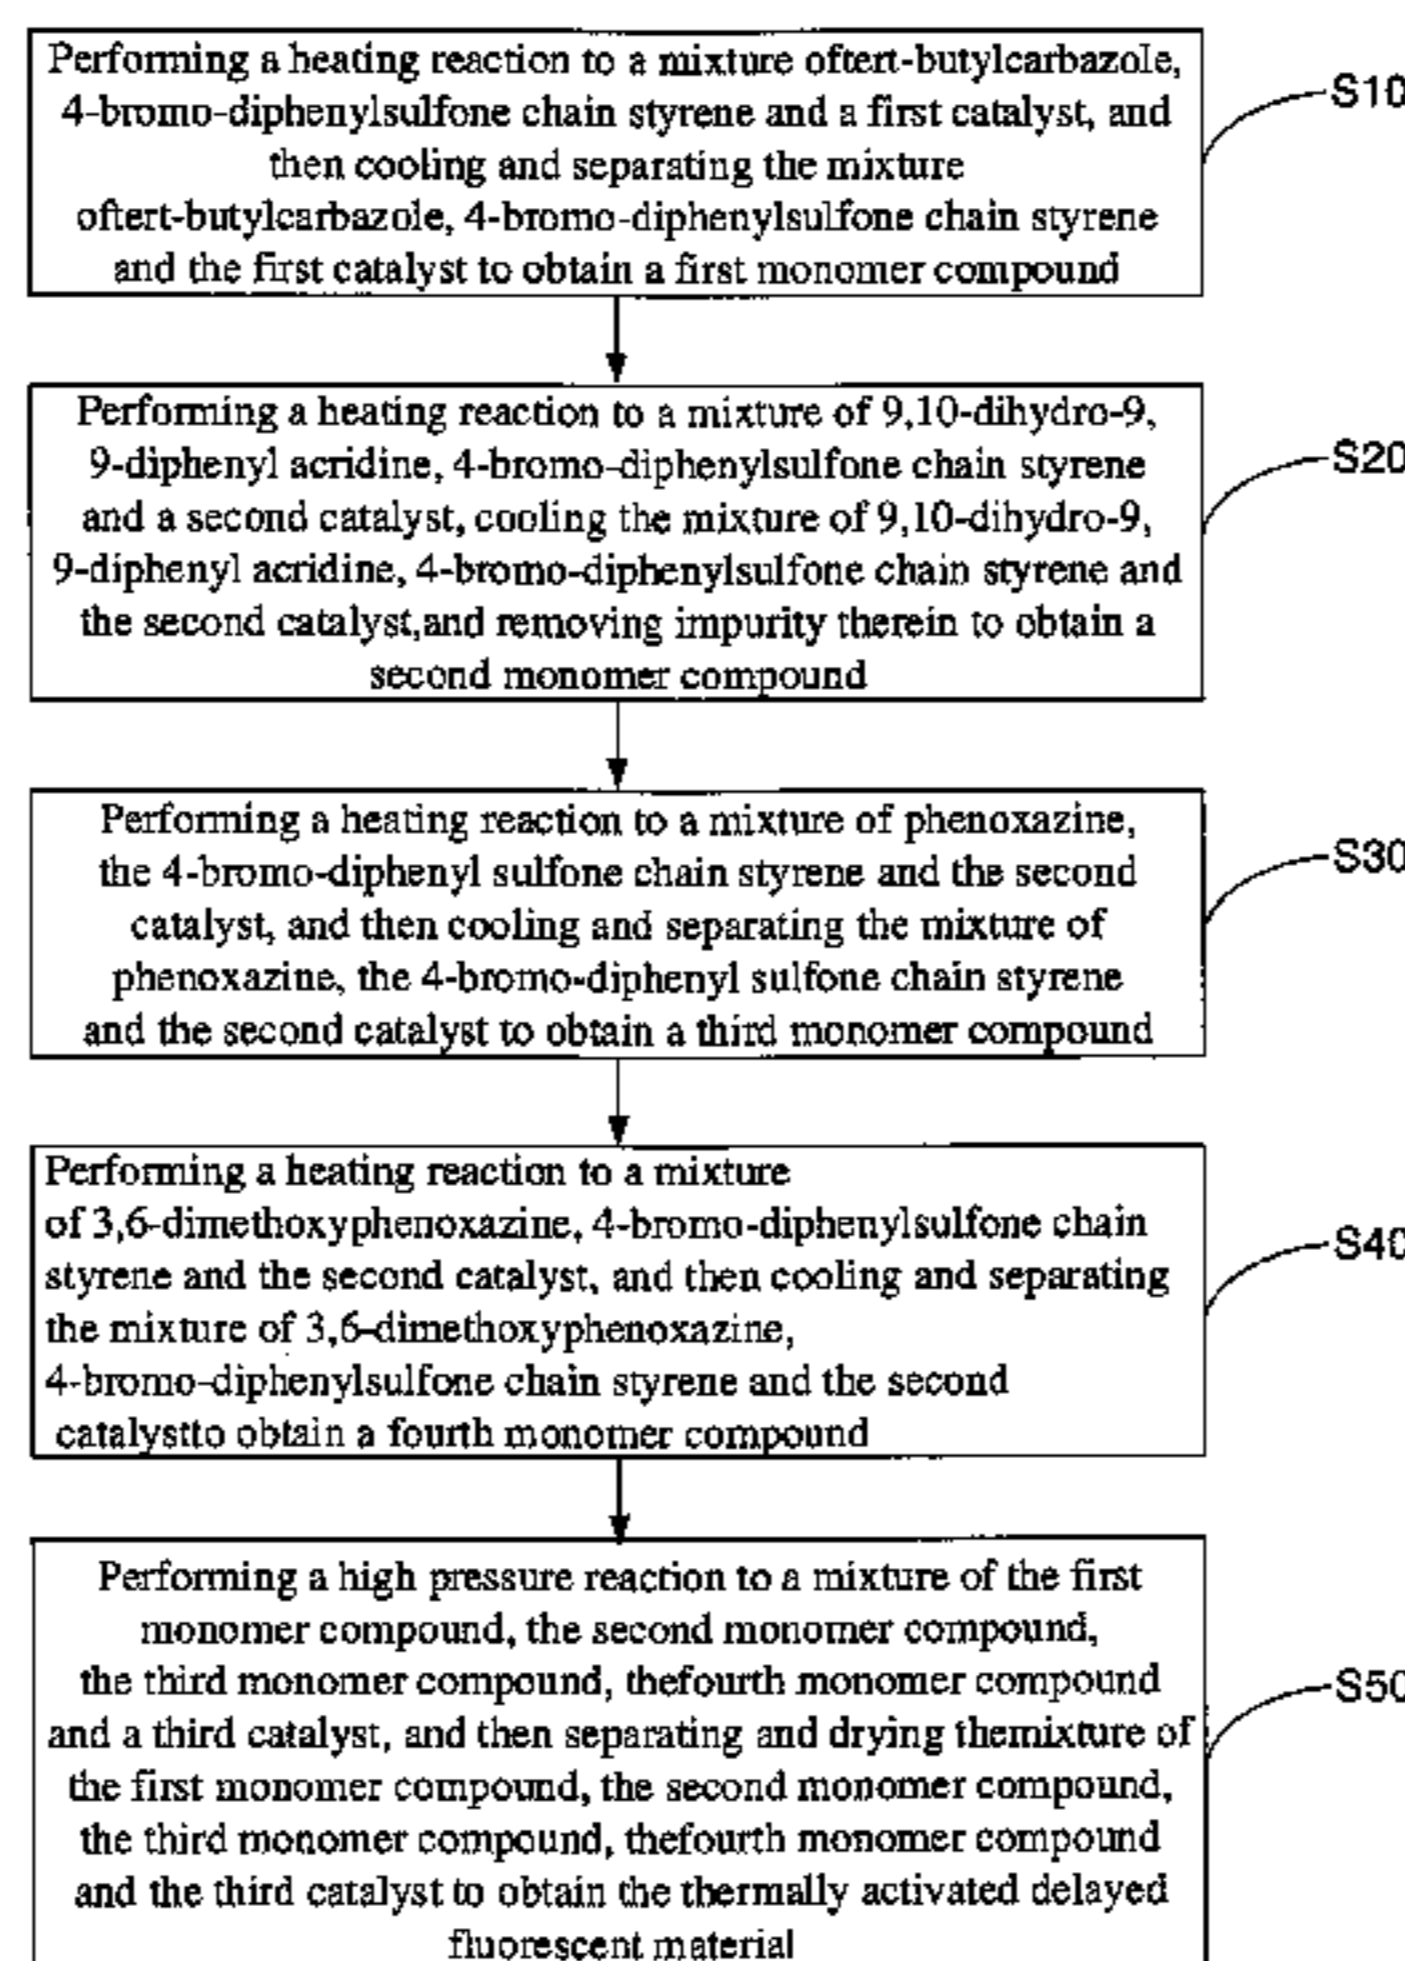 Performing a heating reaction to a mixture oftert-butylcarbazole,
4-bromo-diphenylsulfone chain styrene and a first catalyst, and
then cooling and separating the mixture
oftert-butylcarbazole, 4-bromo-diphenylsulfone chain styrene
and the first catalyst to obtain a first monomer compound
S10
Performing a heating reaction to a mixture of 9,10-dihydro-9,
9-diphenyl acridine, 4-bromo-diphenylsulfone chain styrene
and a second catalyst, cooling the mixture of 9,10-dihydro-9,
9-diphenyl acridine, 4-bromo-diphenylsulfone chain styrene and
the second catalyst,and removing impurity therein to obtain a
second monomer compound
S20
Performing a heating reaction to a mixture of phenoxazine,
the 4-bromo-diphenyl sulfone chain styrene and the second
catalyst, and then cooling and separating the mixture of
phenoxazine, the 4-bromo-diphenyl sulfone chain styrene
and the second catalyst to obtain a third monomer compound
S30
Performing a heating reaction to a mixture
of 3,6-dimethoxyphenoxazine, 4-bromo-diphenylsulfone chain
styrene and the second catalyst, and then cooling and separating
the mixture of 3,6-dimethoxyphenoxazine,
4-bromo-diphenylsulfone chain styrene and the second
catalystto obtain a fourth monomer compound
S40
Performing a high pressure reaction to a mixture of the first
monomer compound, the second monomer compound,
the third monomer compound, thefourth monomer compound
and a third catalyst, and then separating and drying themixture of
the first monomer compound, the second monomer compound,
the third monomer compound, thefourth monomer compound
and the third catalyst to obtain the thermally activated delayed
fluorescent material
S50